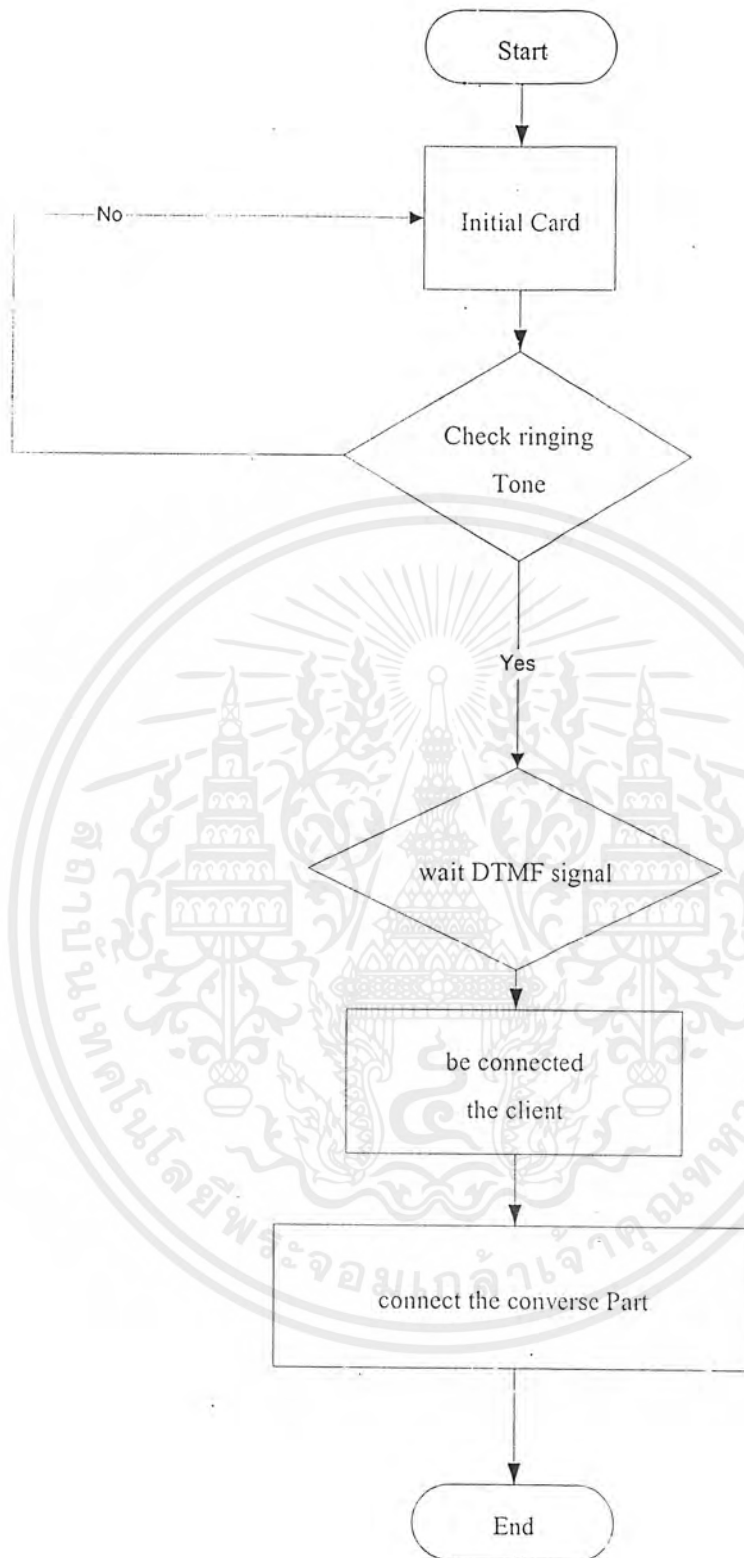 Start
Initial Card
No
Check ringing
Tone
Yes
wait DTMF signal
be connected
the client
connect the converse Part
End